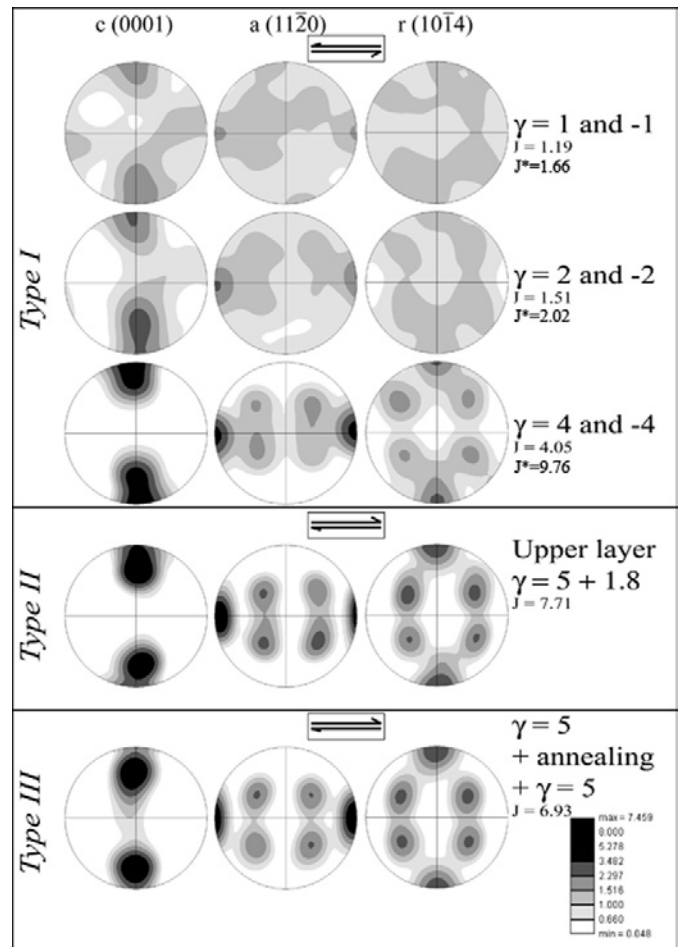 c (0001) a (112̄0) r (101̄4)
Type I
γ = 1 and -1
J = 1.19
J*=1.66
γ = 2 and -2
J = 1.51
J*=2.02
γ = 4 and -4
J = 4.05
J*=9.76
Type II
Upper layer
γ = 5 + 1.8
J = 7.71
Type III
γ = 5
+ annealing
+ γ = 5
J = 6.93
max = 7.459
8.000
5.278
3.482
2.297
1.516
1.000
0.660
min = 0.048